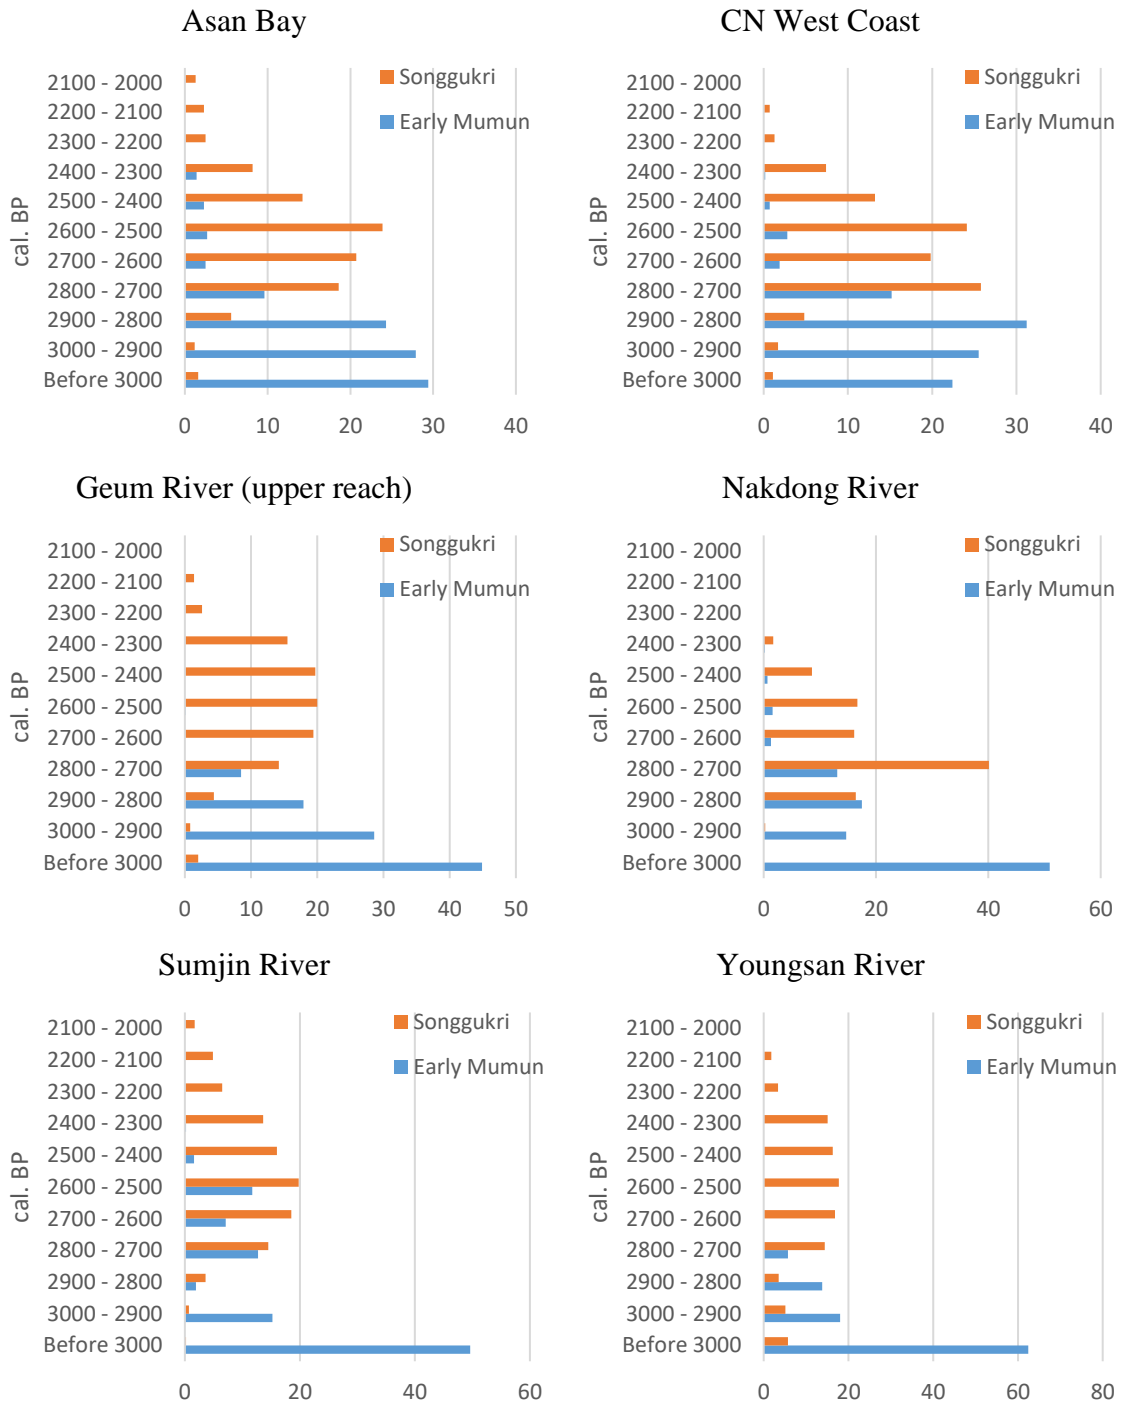 Asan Bay
Songgukri
Early Mumun
cal. BP
2100 - 2000
2200 - 2100
2300 - 2200
2400 - 2300
2500 - 2400
2600 - 2500
2700 - 2600
2800 - 2700
2900 - 2800
3000 - 2900
Before 3000
0 10 20 30 40
CN West Coast
Songgukri
Early Mumun
cal. BP
2100 - 2000
2200 - 2100
2300 - 2200
2400 - 2300
2500 - 2400
2600 - 2500
2700 - 2600
2800 - 2700
2900 - 2800
3000 - 2900
Before 3000
0 10 20 30 40
Geum River (upper reach)
Songgukri
Early Mumun
cal. BP
2100 - 2000
2200 - 2100
2300 - 2200
2400 - 2300
2500 - 2400
2600 - 2500
2700 - 2600
2800 - 2700
2900 - 2800
3000 - 2900
Before 3000
0 10 20 30 40 50
Nakdong River
Songgukri
Early Mumun
cal. BP
2100 - 2000
2200 - 2100
2300 - 2200
2400 - 2300
2500 - 2400
2600 - 2500
2700 - 2600
2800 - 2700
2900 - 2800
3000 - 2900
Before 3000
0 20 40 60
Sumjin River
Songgukri
Early Mumun
cal. BP
2100 - 2000
2200 - 2100
2300 - 2200
2400 - 2300
2500 - 2400
2600 - 2500
2700 - 2600
2800 - 2700
2900 - 2800
3000 - 2900
Before 3000
0 20 40 60
Youngsan River
Songgukri
Early Mumun
cal. BP
2100 - 2000
2200 - 2100
2300 - 2200
2400 - 2300
2500 - 2400
2600 - 2500
2700 - 2600
2800 - 2700
2900 - 2800
3000 - 2900
Before 3000
0 20 40 60 80